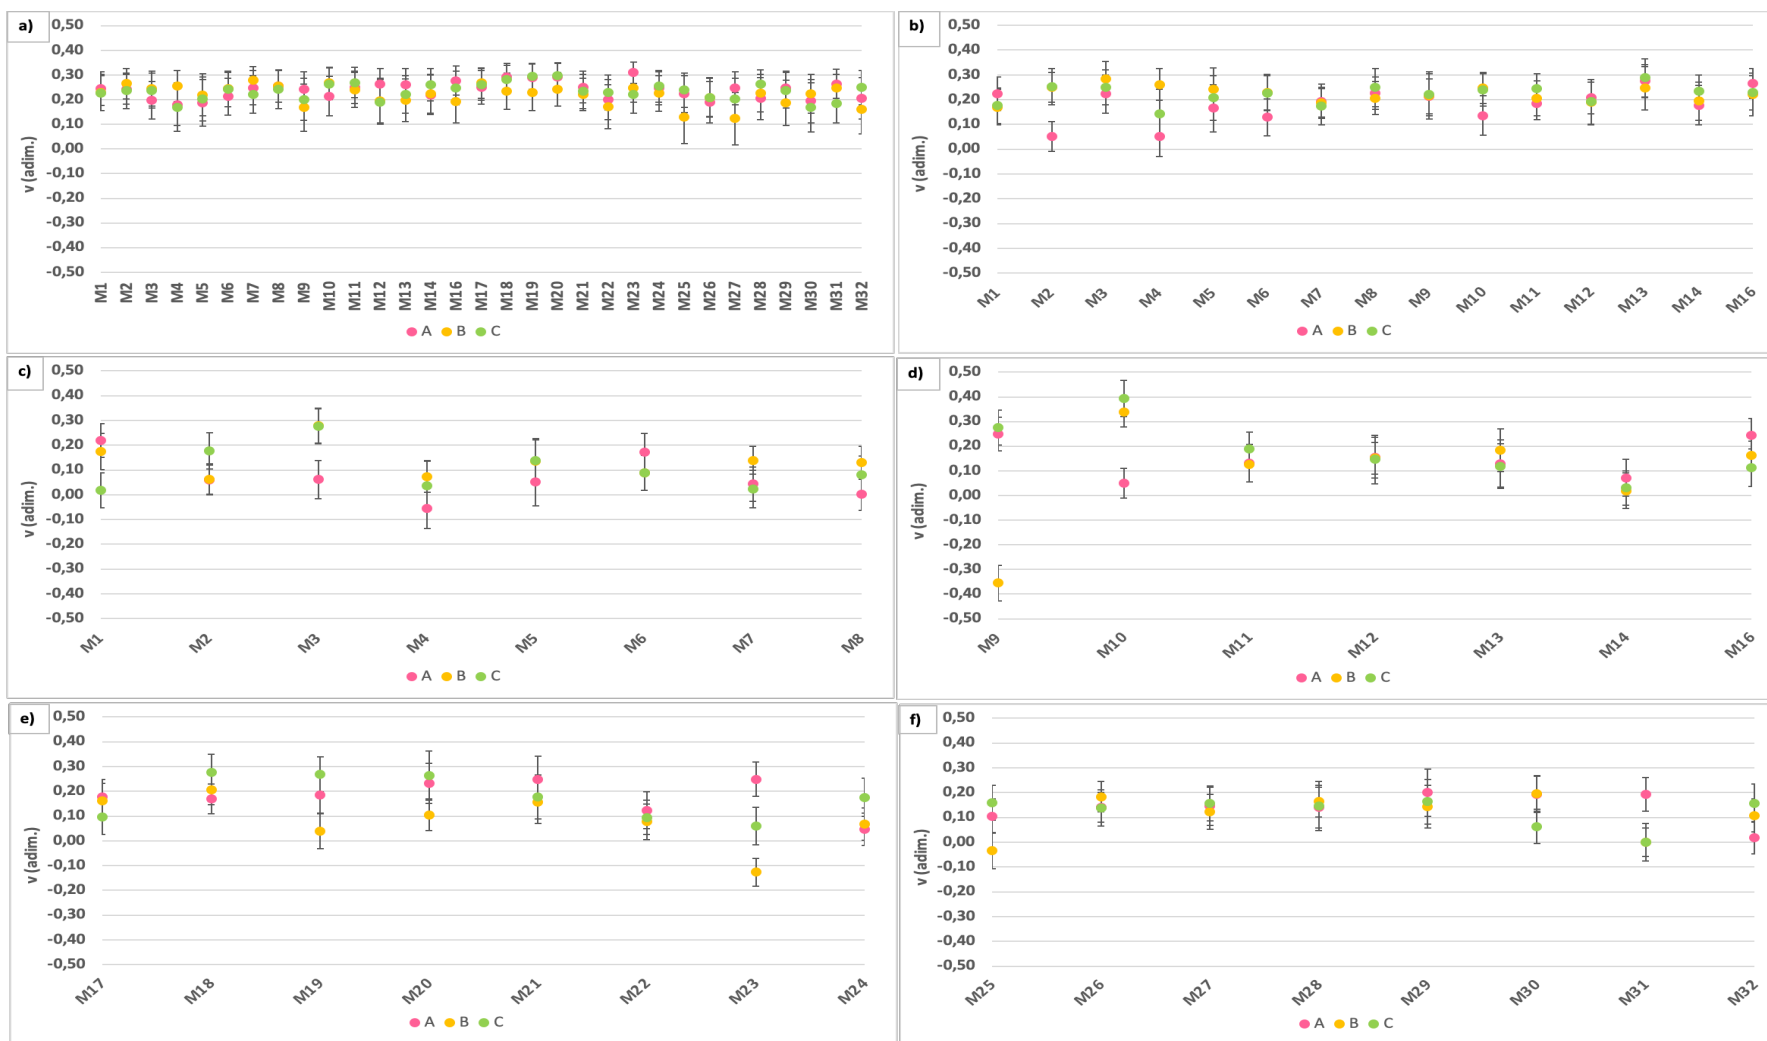 a)
0,50
0,40
0,30
0,20
0,10
0,00
-0,10
-0,20
-0,30
-0,40
-0,50
ν (adim.)
M1 M2 M3 M4 M5 M6 M7 M8 M9 M10 M11 M12 M13 M14 M16 M17 M18 M19 M20 M21 M22 M23 M24 M25 M26 M27 M28 M29 M30 M31 M32
A B C
b)
0,50
0,40
0,30
0,20
0,10
0,00
-0,10
-0,20
-0,30
-0,40
-0,50
ν (adim.)
M1 M2 M3 M4 M5 M6 M7 M8 M9 M10 M11 M12 M13 M14 M16
A B C
c)
0,50
0,40
0,30
0,20
0,10
0,00
-0,10
-0,20
-0,30
-0,40
-0,50
ν (adim.)
M1 M2 M3 M4 M5 M6 M7 M8
A B C
d)
0,50
0,40
0,30
0,20
0,10
0,00
-0,10
-0,20
-0,30
-0,40
-0,50
ν (adim.)
M9 M10 M11 M12 M13 M14 M16
A B C
e)
0,50
0,40
0,30
0,20
0,10
0,00
-0,10
-0,20
-0,30
-0,40
-0,50
ν (adim.)
M17 M18 M19 M20 M21 M22 M23 M24
A B C
f)
0,50
0,40
0,30
0,20
0,10
0,00
-0,10
-0,20
-0,30
-0,40
-0,50
ν (adim.)
M25 M26 M27 M28 M29 M30 M31 M32
A B C